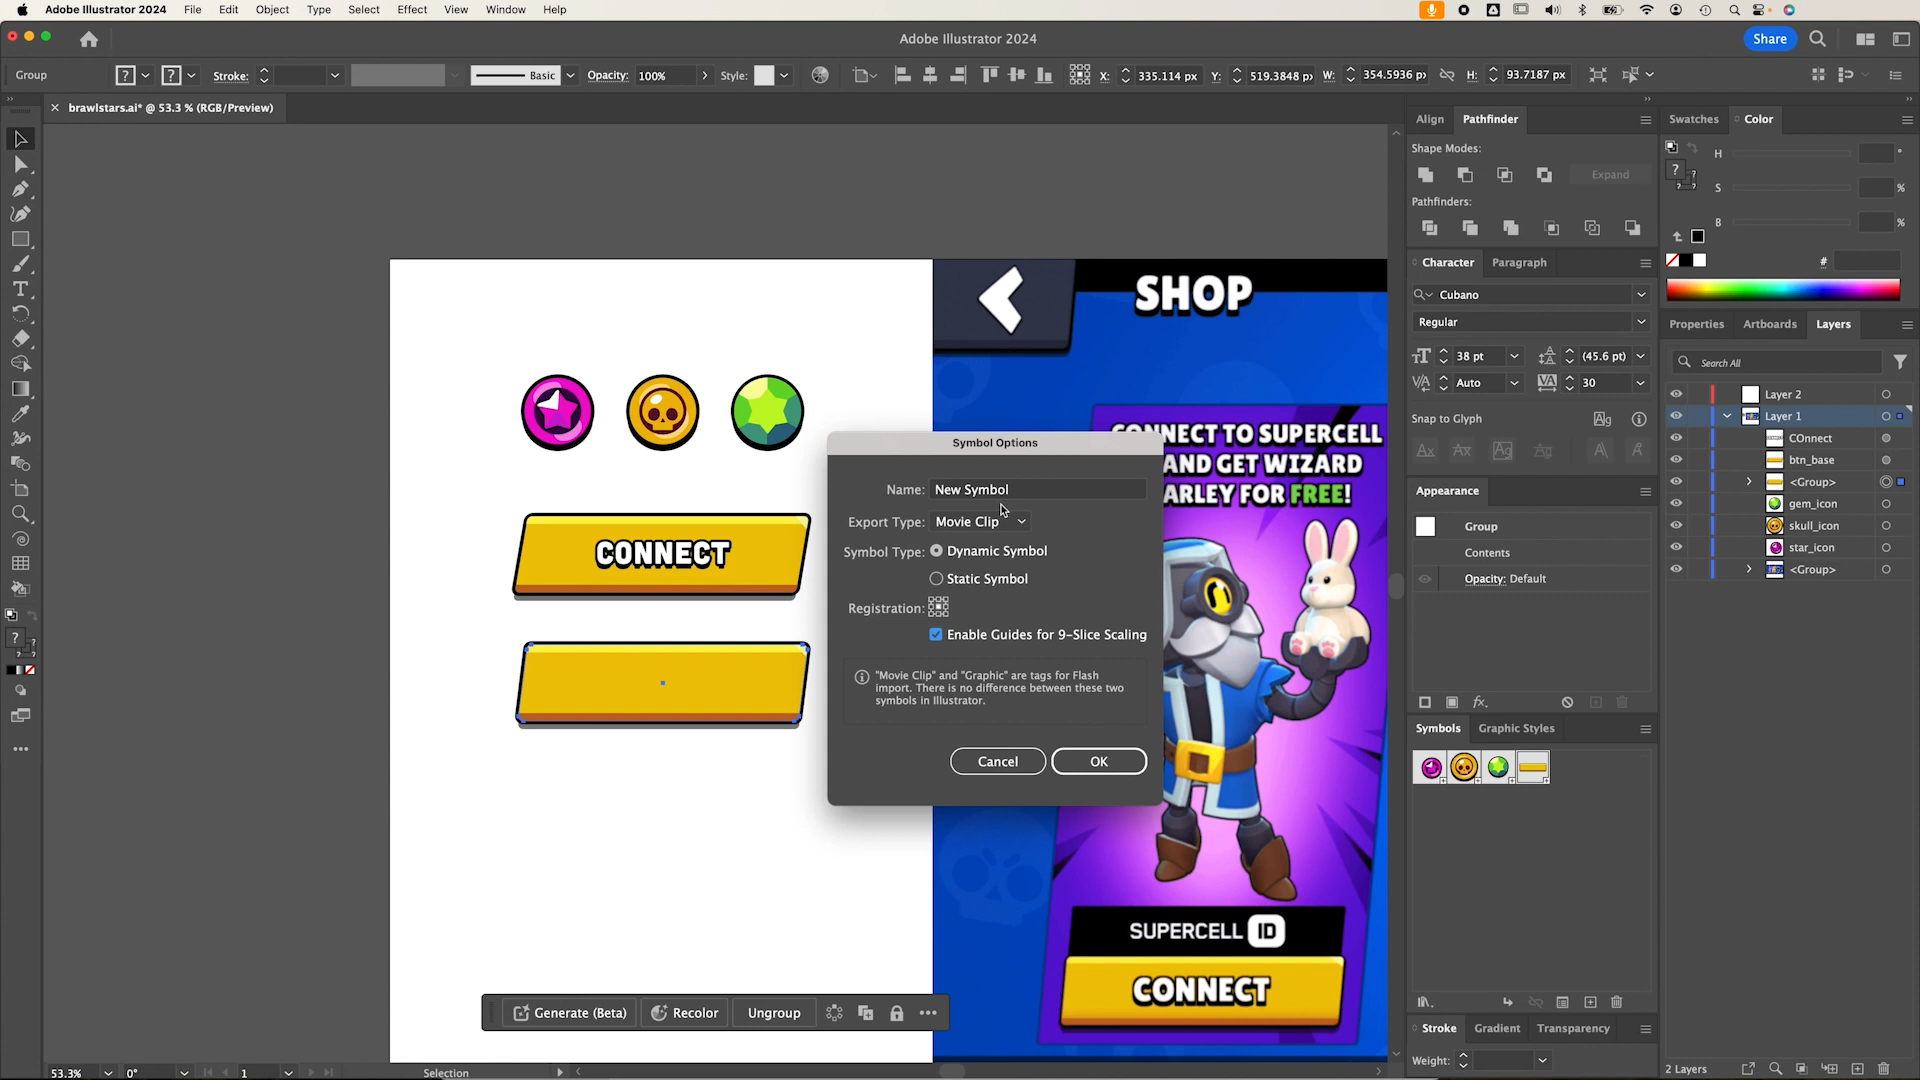 Adobe Illustrator 2024 File Edit Object Type Select Effect View Window Help
Adobe Illustrator 2024
Share
Group
Stroke:
Basic
Opacity: 100%
Style:
X: 335.114 px
Y: 519.3848 px
W: 354.5936 px
H: 93.7187 px
brawlstars.ai* @ 53.3 % (RGB/Preview)
SHOP
CONNECT TO SUPERCELL
AND GET WIZARD
ARLEY FOR FREE!
SUPERCELL ID
CONNECT
CONNECT
Symbol Options
Name: New Symbol
Export Type: Movie Clip
Symbol Type: Dynamic Symbol
Static Symbol
Registration:
Enable Guides for 9-Slice Scaling
"Movie Clip" and "Graphic" are tags for Flash
import. There is no difference between these two
symbols in Illustrator.
Cancel OK
Generate (Beta) Recolor Ungroup
53.3% 0° 1 Selection
Align Pathfinder
Shape Modes:
Expand
Pathfinders:
Character Paragraph
Cubano
Regular
38 pt (45.6 pt)
Auto 30
Snap to Glyph
Appearance
Group
Contents
Opacity: Default
Symbols Graphic Styles
Stroke Gradient Transparency
Weight:
Swatches Color
H °
S %
B %
#
Properties Artboards Layers
Search All
Layer 2
Layer 1
COnnect
btn_base
<Group>
gem_icon
skull_icon
star_icon
<Group>
2 Layers